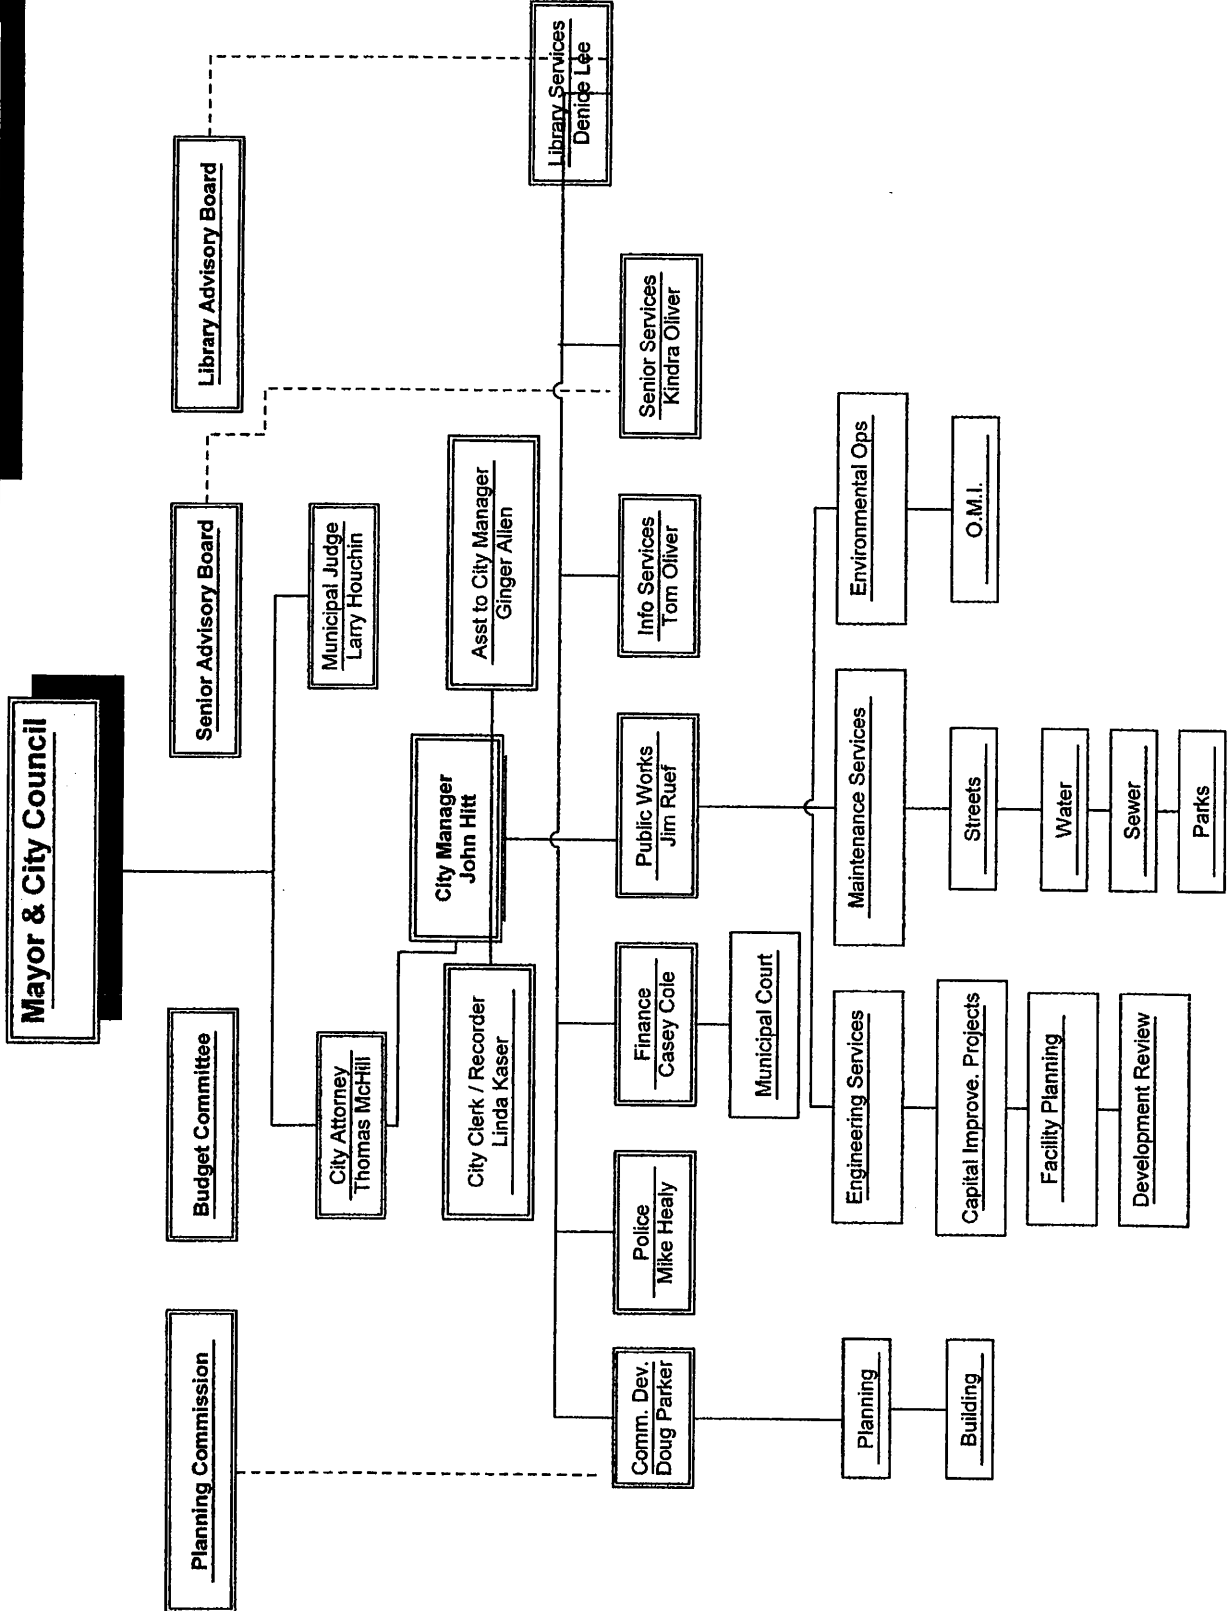 Mayor & City Council
Planning Commission
Budget Committee
Senior Advisory Board
Library Advisory Board
City Attorney
Thomas McHill
Municipal Judge
Larry Houchin
City Manager
John Hitt
City Clerk / Recorder
Linda Kaser
Asst to City Manager
Ginger Allen
Comm. Dev.
Doug Parker
Police
Mike Healy
Finance
Casey Cole
Public Works
Jim Ruef
Info Services
Tom Oliver
Senior Services
Kindra Oliver
Library Services
Denice Lee
Municipal Court
Planning
Building
Engineering Services
Capital Improve. Projects
Facility Planning
Development Review
Maintenance Services
Streets
Water
Sewer
Parks
Environmental Ops
O.M.I.